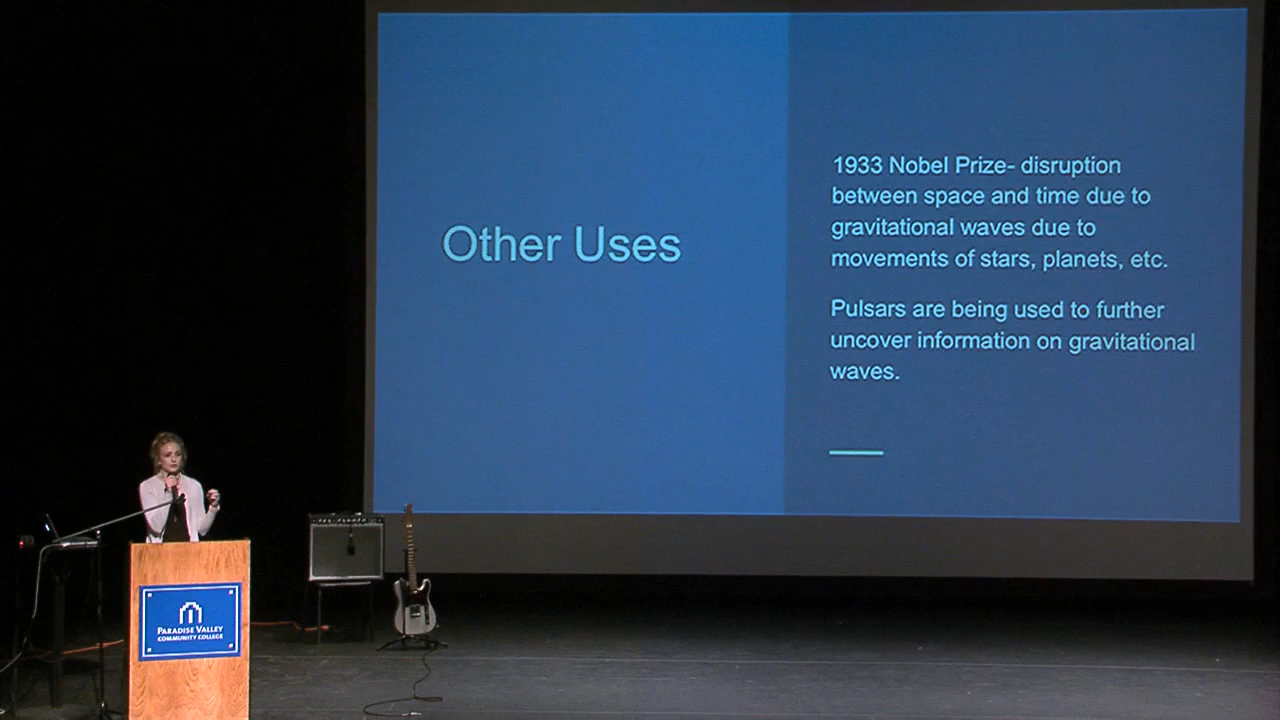 Other Uses
1933 Nobel Prize- disruption
between space and time due to
gravitational waves due to
movements of stars, planets, etc.
Pulsars are being used to further
uncover information on gravitational
waves.
PARADISE VALLEY
COMMUNITY COLLEGE